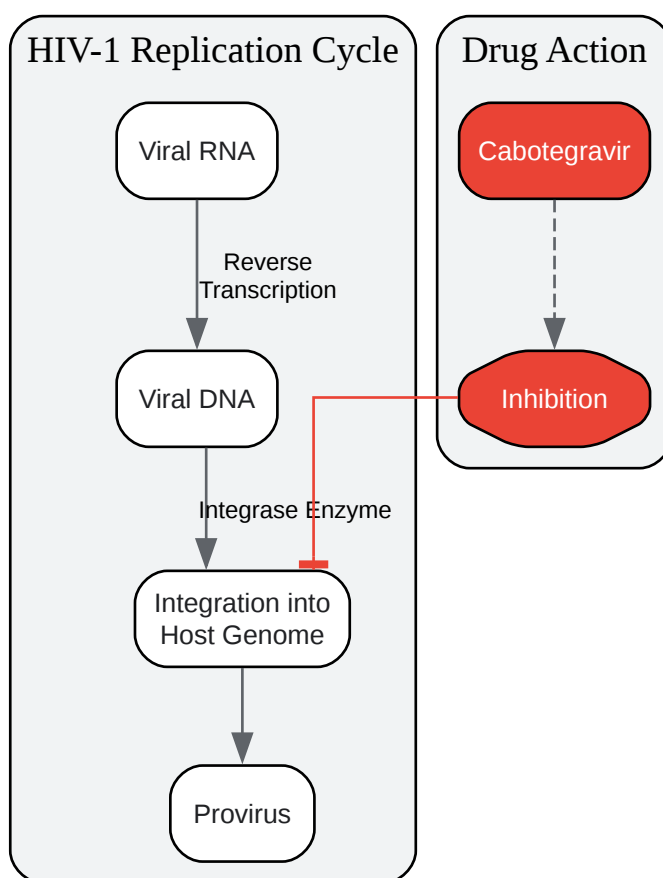 HIV-1 Replication Cycle
Viral RNA
Reverse
Transcription
Viral DNA
Integrase Enzyme
Integration into
Host Genome
Provirus
Drug Action
Cabotegravir
Inhibition